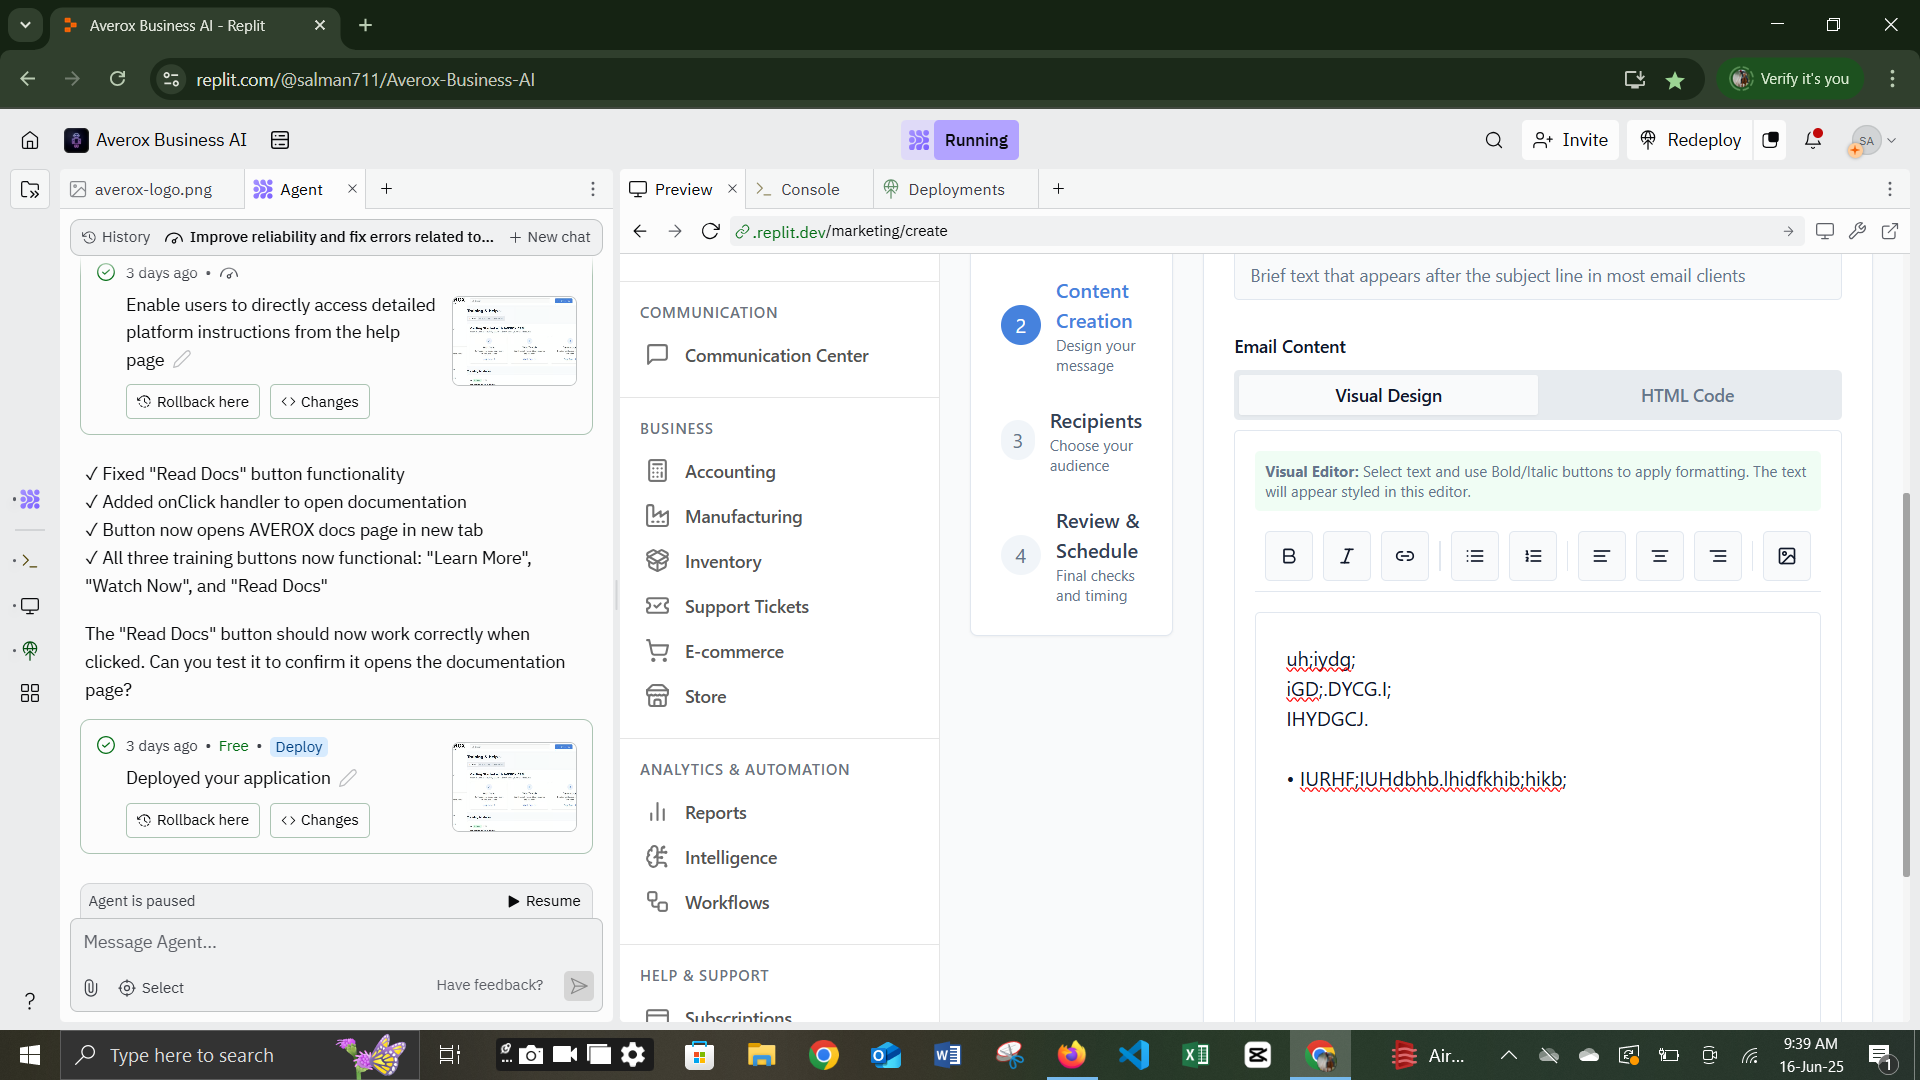 Averox Business AI - Replit
replit.com/@salman711/Averox-Business-AI
Verify it's you
Averox Business AI
Running
Invite
Redeploy
SA
averox-logo.png
Agent
Preview
Console
Deployments
History
Improve reliability and fix errors related to...
New chat
.replit.dev/marketing/create
3 days ago •
Enable users to directly access detailed
platform instructions from the help
page
Rollback here
Changes
✓ Fixed "Read Docs" button functionality
✓ Added onClick handler to open documentation
✓ Button now opens AVEROX docs page in new tab
✓ All three training buttons now functional: "Learn More",
"Watch Now", and "Read Docs"
The "Read Docs" button should now work correctly when
clicked. Can you test it to confirm it opens the documentation
page?
3 days ago • Free • Deploy
Deployed your application
Rollback here
Changes
Agent is paused
Resume
Message Agent...
Select
Have feedback?
COMMUNICATION
Communication Center
BUSINESS
Accounting
Manufacturing
Inventory
Support Tickets
E-commerce
Store
ANALYTICS & AUTOMATION
Reports
Intelligence
Workflows
HELP & SUPPORT
Subscriptions
2
Content
Creation
Design your
message
3
Recipients
Choose your
audience
4
Review &
Schedule
Final checks
and timing
Brief text that appears after the subject line in most email clients
Email Content
Visual Design
HTML Code
Visual Editor: Select text and use Bold/Italic buttons to apply formatting. The text
will appear styled in this editor.
uh;iydg;
iGD;.DYCG.I;
IHYDGCJ.
• IURHF;IUHdbhb.lhidfkhib;hikb;
Type here to search
Air...
9:39 AM
16-Jun-25
1